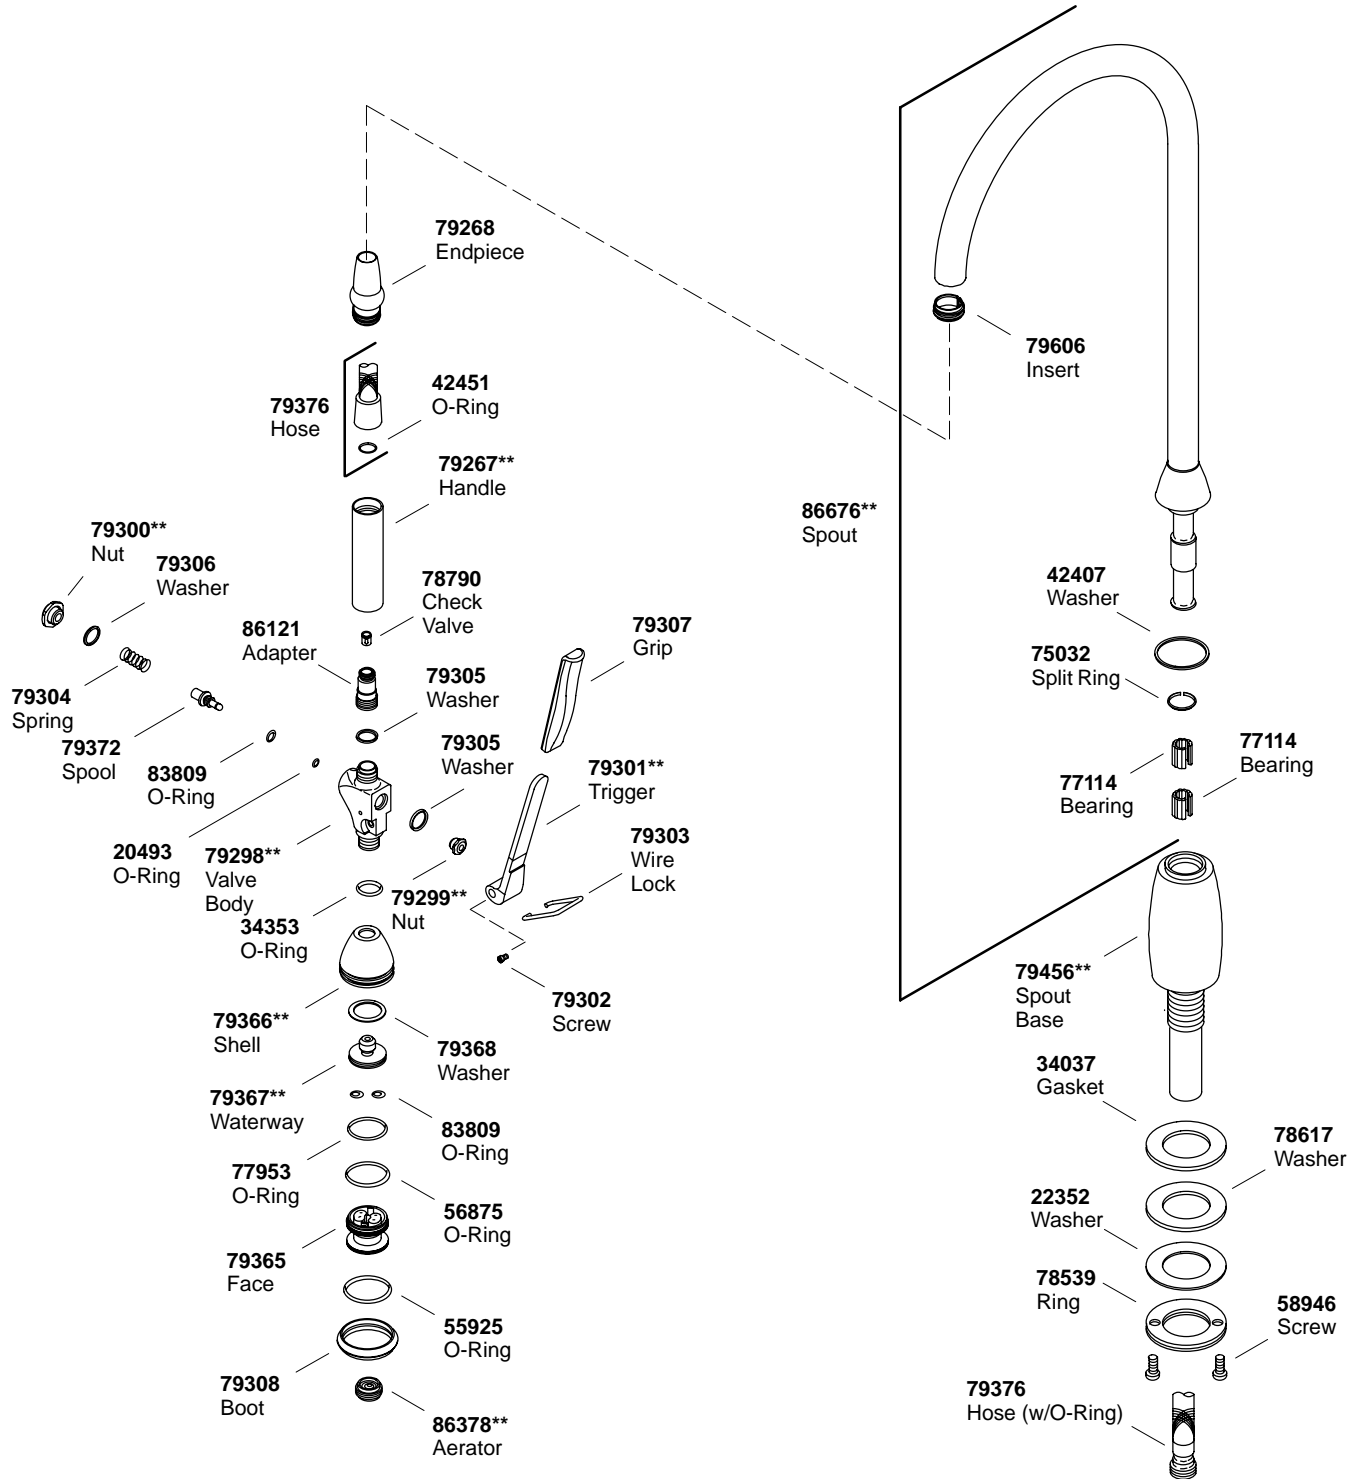 79268
Endpiece
79606
Insert
42451
O-Ring
79376
Hose
79267**
Handle
86676**
Spout
79300**
Nut
79306
Washer
78790
Check
Valve
42407
Washer
86121
Adapter
79307
Grip
75032
Split Ring
79305
Washer
79304
Spring
79372
Spool
83809
O-Ring
79305
Washer
79301**
Trigger
77114
Bearing
77114
Bearing
20493
O-Ring
79298**
Valve
Body
79303
Wire
Lock
79299**
Nut
34353
O-Ring
79456**
Spout
Base
79302
Screw
79366**
Shell
79368
Washer
34037
Gasket
79367**
Waterway
83809
O-Ring
78617
Washer
77953
O-Ring
56875
O-Ring
22352
Washer
79365
Face
78539
Ring
58946
Screw
55925
O-Ring
79308
Boot
79376
Hose (w/O-Ring)
86378**
Aerator